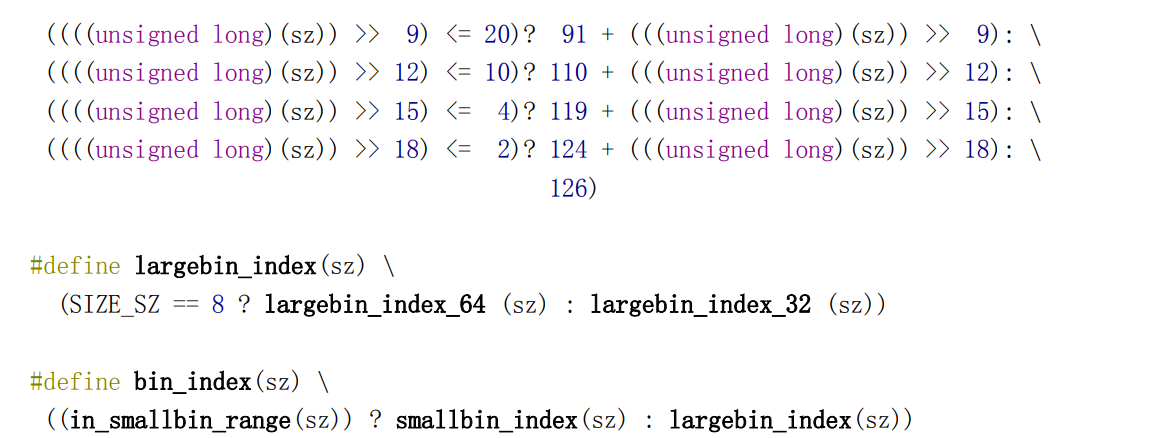 ((((unsigned long)(sz)) >>  9) <= 20)?  91 + (((unsigned long)(sz)) >>  9): \
((((unsigned long)(sz)) >> 12) <= 10)? 110 + (((unsigned long)(sz)) >> 12): \
((((unsigned long)(sz)) >> 15) <=  4)? 119 + (((unsigned long)(sz)) >> 15): \
((((unsigned long)(sz)) >> 18) <=  2)? 124 + (((unsigned long)(sz)) >> 18): \
126)
#define largebin_index(sz) \
(SIZE_SZ == 8 ? largebin_index_64 (sz) : largebin_index_32 (sz))
#define bin_index(sz) \
((in_smallbin_range(sz)) ? smallbin_index(sz) : largebin_index(sz))